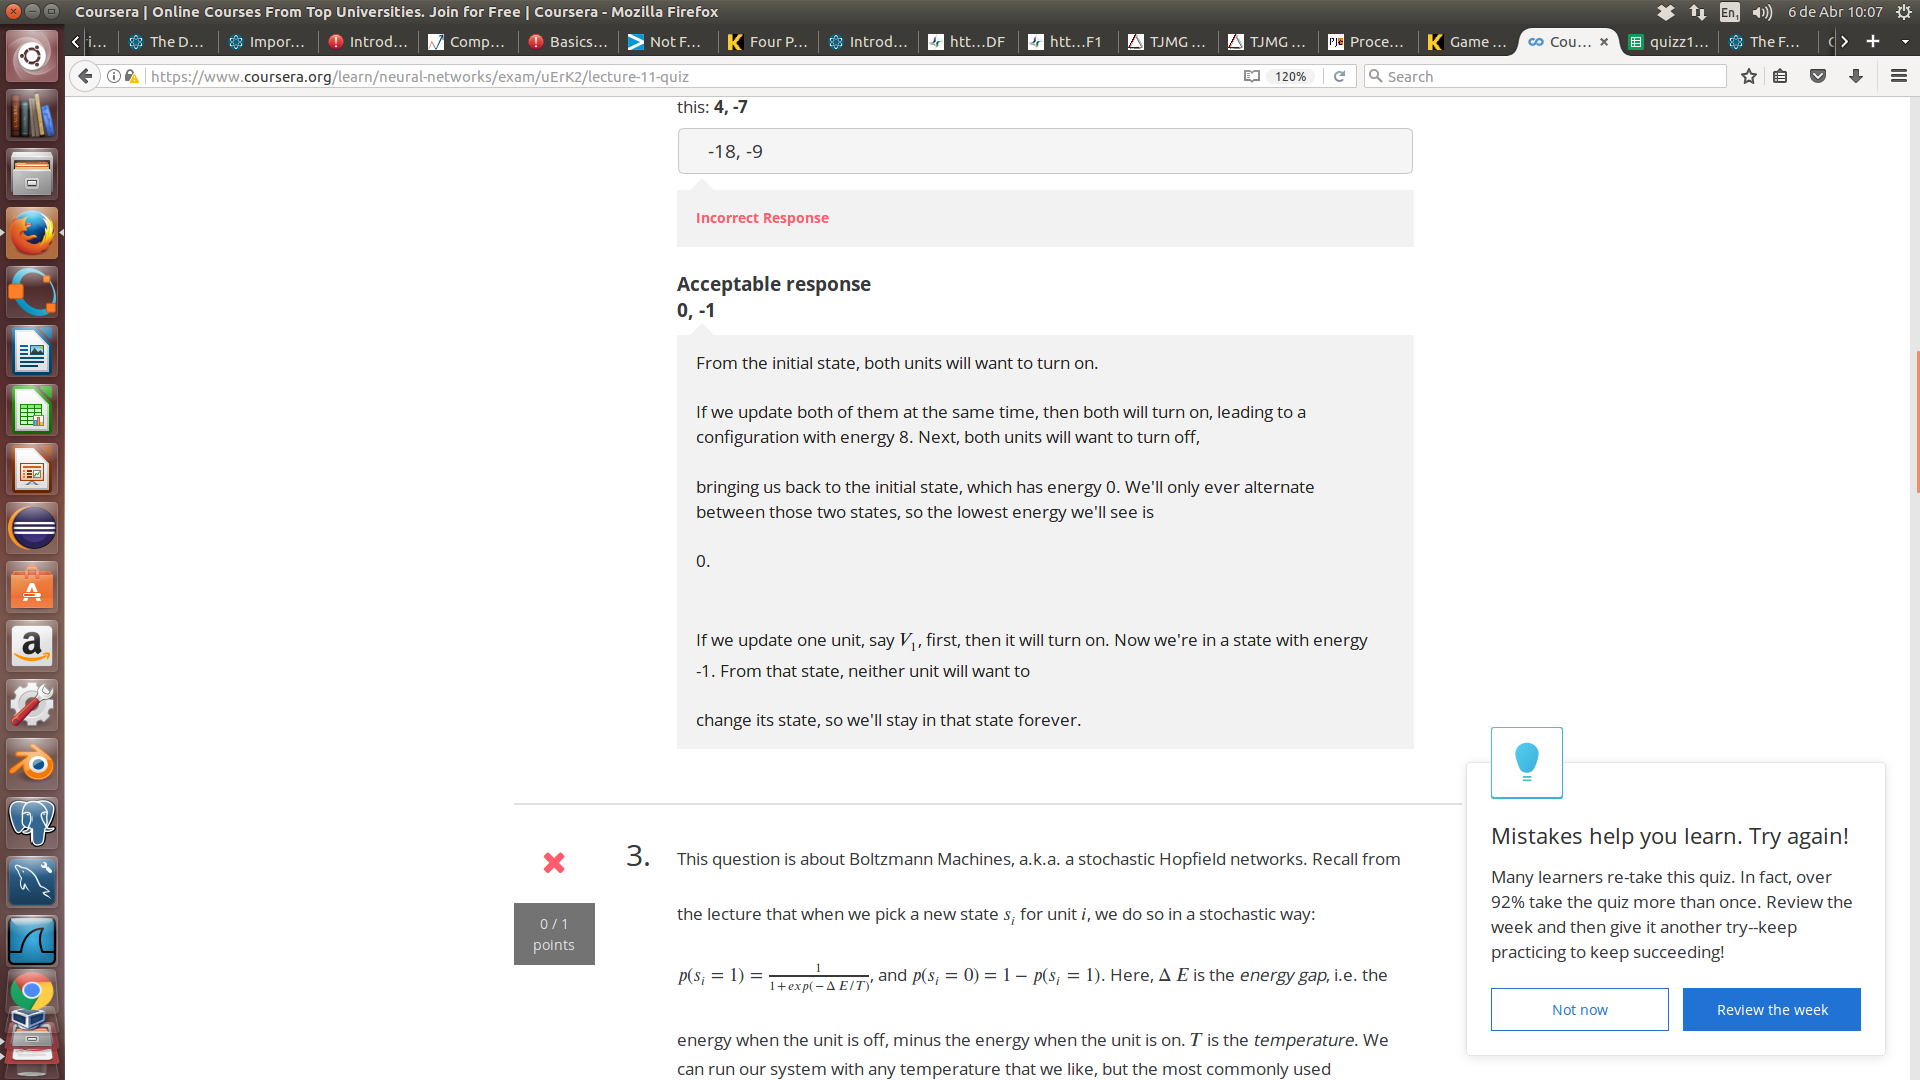 Coursera | Online Courses From Top Universities. Join for Free | Coursera - Mozilla Firefox
En1
6 de Abr 10:07
i…
The D…
Impor…
Introd…
Comp…
Basics…
Not F…
Four P…
Introd…
htt…DF
htt…F1
TJMG …
TJMG …
PJe
Proce…
Game …
Cou…
quizz1…
The F…
https://www.coursera.org/learn/neural-networks/exam/uErK2/lecture-11-quiz
120%
Search
this: 4, -7
-18, -9
Incorrect Response
Acceptable response
0, -1
From the initial state, both units will want to turn on.
If we update both of them at the same time, then both will turn on, leading to a
configuration with energy 8. Next, both units will want to turn off,
bringing us back to the initial state, which has energy 0. We'll only ever alternate
between those two states, so the lowest energy we'll see is
0.
If we update one unit, say V₁, first, then it will turn on. Now we're in a state with energy
-1. From that state, neither unit will want to
change its state, so we'll stay in that state forever.
0 / 1
points
3.
This question is about Boltzmann Machines, a.k.a. a stochastic Hopfield networks. Recall from
the lecture that when we pick a new state sᵢ for unit i, we do so in a stochastic way:
p(sᵢ = 1) = 1/(1+exp(−Δ E/T)), and p(sᵢ = 0) = 1 − p(sᵢ = 1). Here, Δ E is the energy gap, i.e. the
energy when the unit is off, minus the energy when the unit is on. T is the temperature. We
can run our system with any temperature that we like, but the most commonly used
Mistakes help you learn. Try again!
Many learners re-take this quiz. In fact, over
92% take the quiz more than once. Review the
week and then give it another try--keep
practicing to keep succeeding!
Not now
Review the week